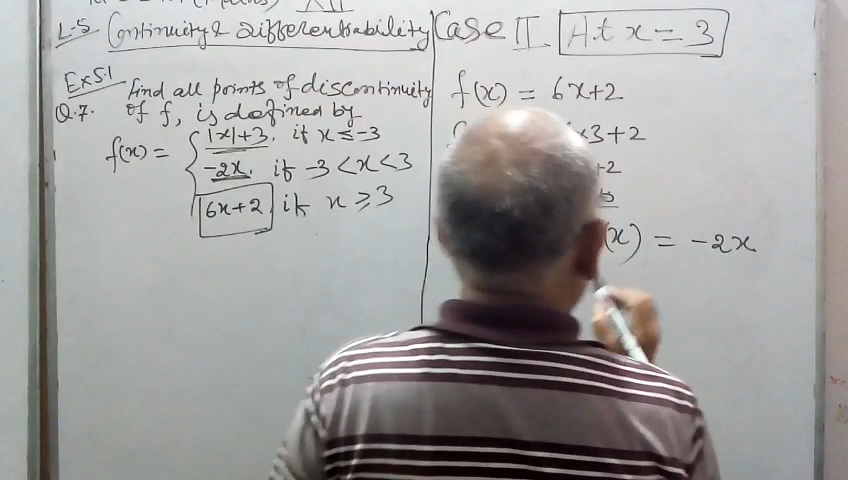 L-5 Continuity & Differentiability
Ex 5.1 Find all points of discontinuity
Q.7. of f, is defined by
f(x) = { |x|+3, if x ≤ -3
-2x, if -3 < x < 3
6x+2, if x ≥ 3
Case II At x = 3
f(x) = 6x+2
×3+2
+2
(x) = -2x